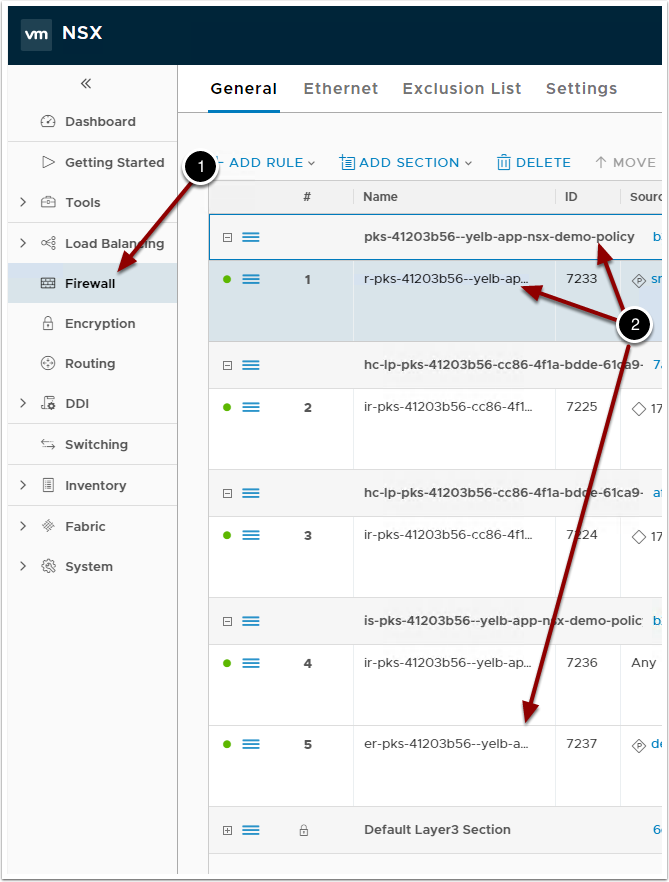 vm NSX
General Ethernet Exclusion List Settings
Dashboard
Getting Started
Tools
Load Balancing
Firewall
Encryption
Routing
DDI
Switching
Inventory
Fabric
System
1
2
ADD RULE ADD SECTION DELETE MOVE
# Name ID Sourc
pks-41203b56--yelb-app-nsx-demo-policy b
1 r-pks-41203b56--yelb-ap... 7233 sr
hc-lp-pks-41203b56-cc86-4f1a-bdde-61ca9- 7a
2 ir-pks-41203b56-cc86-4f1... 7225 17
hc-lp-pks-41203b56-cc86-4f1a-bdde-61ca9- a
3 ir-pks-41203b56-cc86-4f1... 7224 17
is-pks-41203b56--yelb-app-nsx-demo-polic b
4 ir-pks-41203b56--yelb-ap... 7236 Any
5 er-pks-41203b56--yelb-a... 7237 de
Default Layer3 Section 6